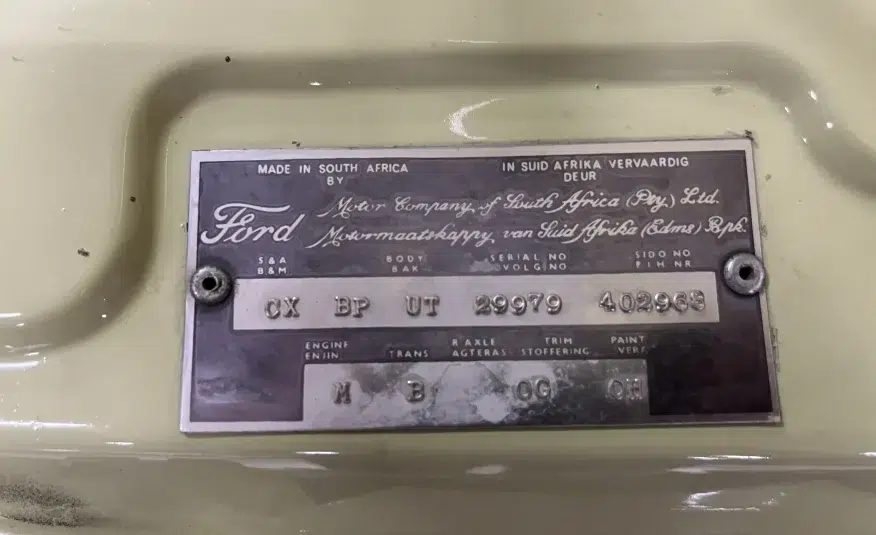 MADE IN SOUTH AFRICA IN SUID AFRIKA VERVAARDIG
BY DEUR
Ford Motor Company of South Africa (Pty) Ltd.
Motormaatskappy van Suid Afrika (Edms) Bpk.
S & A BODY SERIAL NO SIDO NO
B & M BAK VOLG NO P.I.H. NR
CX BP UT 29979 402968
ENGINE R AXLE TRIM PAINT
ENJIN TRANS AGTERAS STOFFERING VERF
M B OG OH